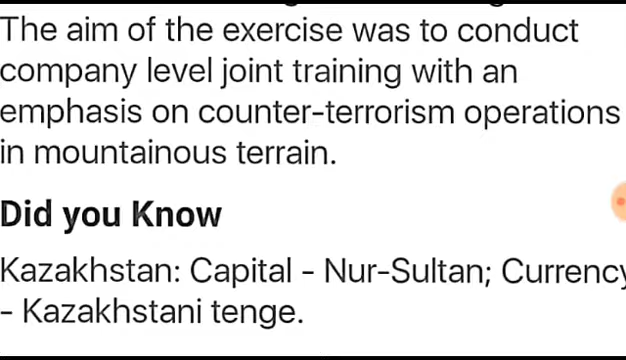 The aim of the exercise was to conduct
company level joint training with an
emphasis on counter-terrorism operations
in mountainous terrain.
Did you Know
Kazakhstan: Capital - Nur-Sultan; Currency
- Kazakhstani tenge.